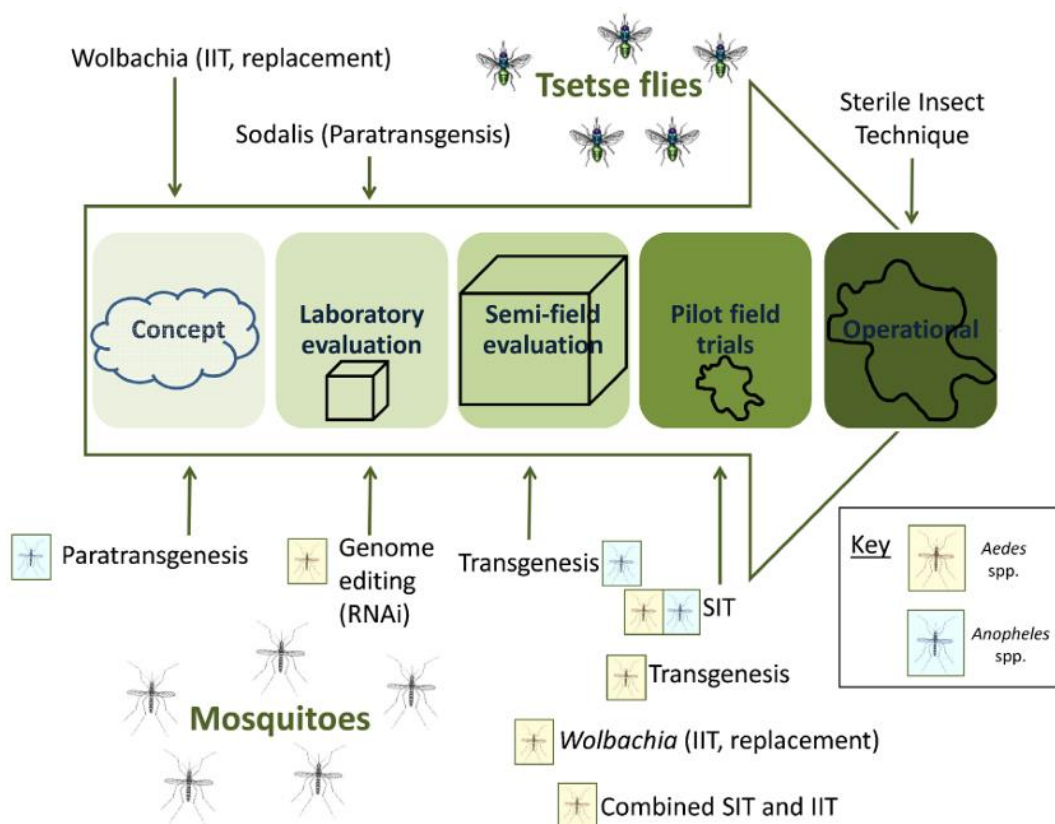 Wolbachia (IIT, replacement)
Tsetse flies
Sterile Insect
Technique
Sodalis (Paratransgensis)
Concept
Laboratory
evaluation
Semi-field
evaluation
Pilot field
trials
Operational
Paratransgenesis
Genome
editing
(RNAi)
Transgenesis
SIT
Transgenesis
Wolbachia (IIT, replacement)
Combined SIT and IIT
Mosquitoes
Key
Aedes
spp.
Anopheles
spp.